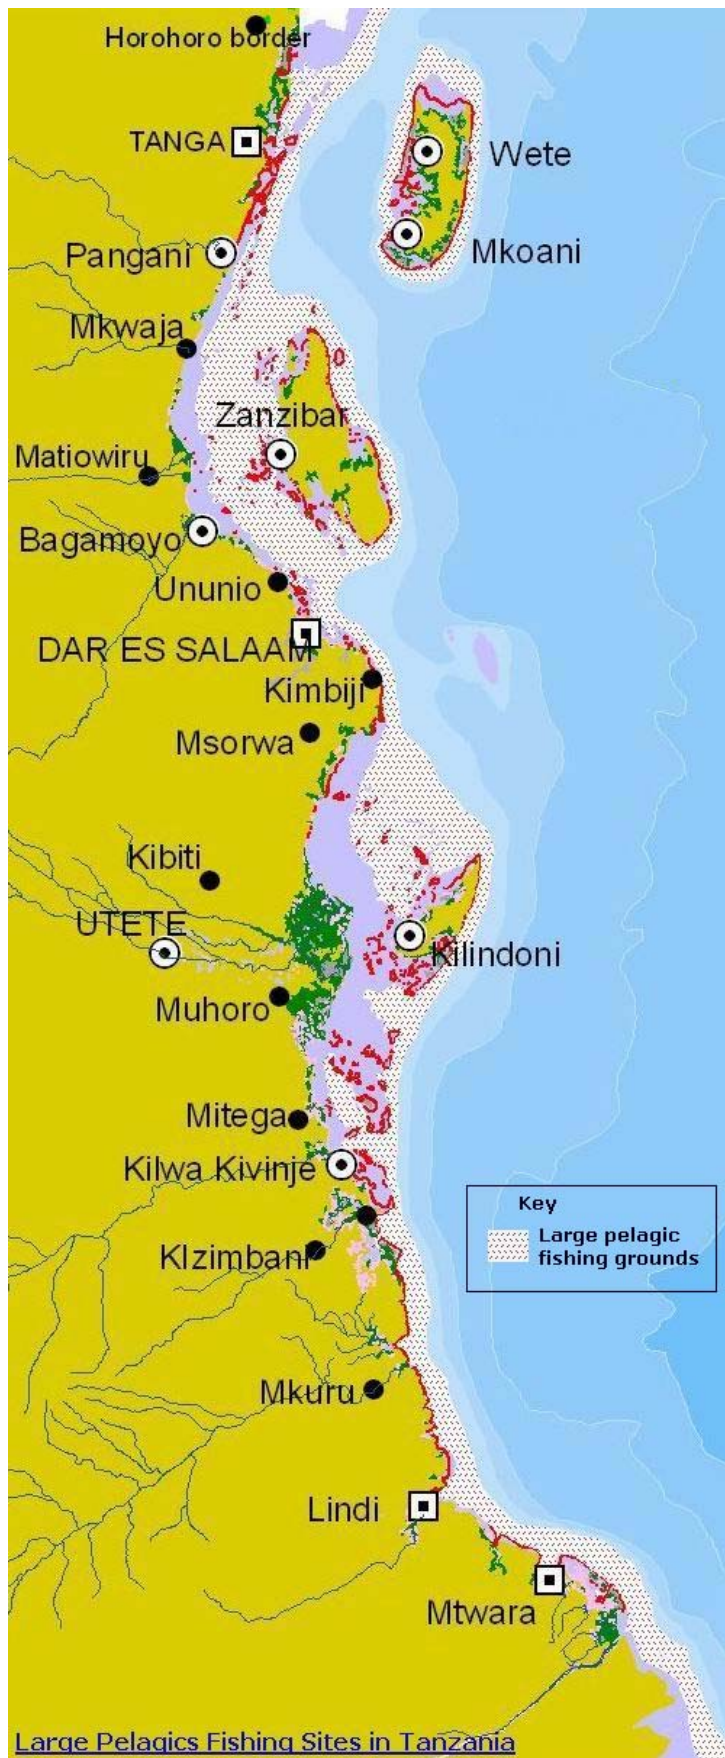 Horohoro border
TANGA
Wete
Pangani
Mkoani
Mkwaja
Zanzibar
Matiowiru
Bagamoyo
Ununio
DAR ES SALAAM
Kimbiji
Msorwa
Kibiti
UTETE
Kilindoni
Muhoro
Mitega
Kilwa Kivinje
Key
Large pelagic
fishing grounds
KIzimbani
Mkuru
Lindi
Mtwara
Large Pelagics Fishing Sites in Tanzania